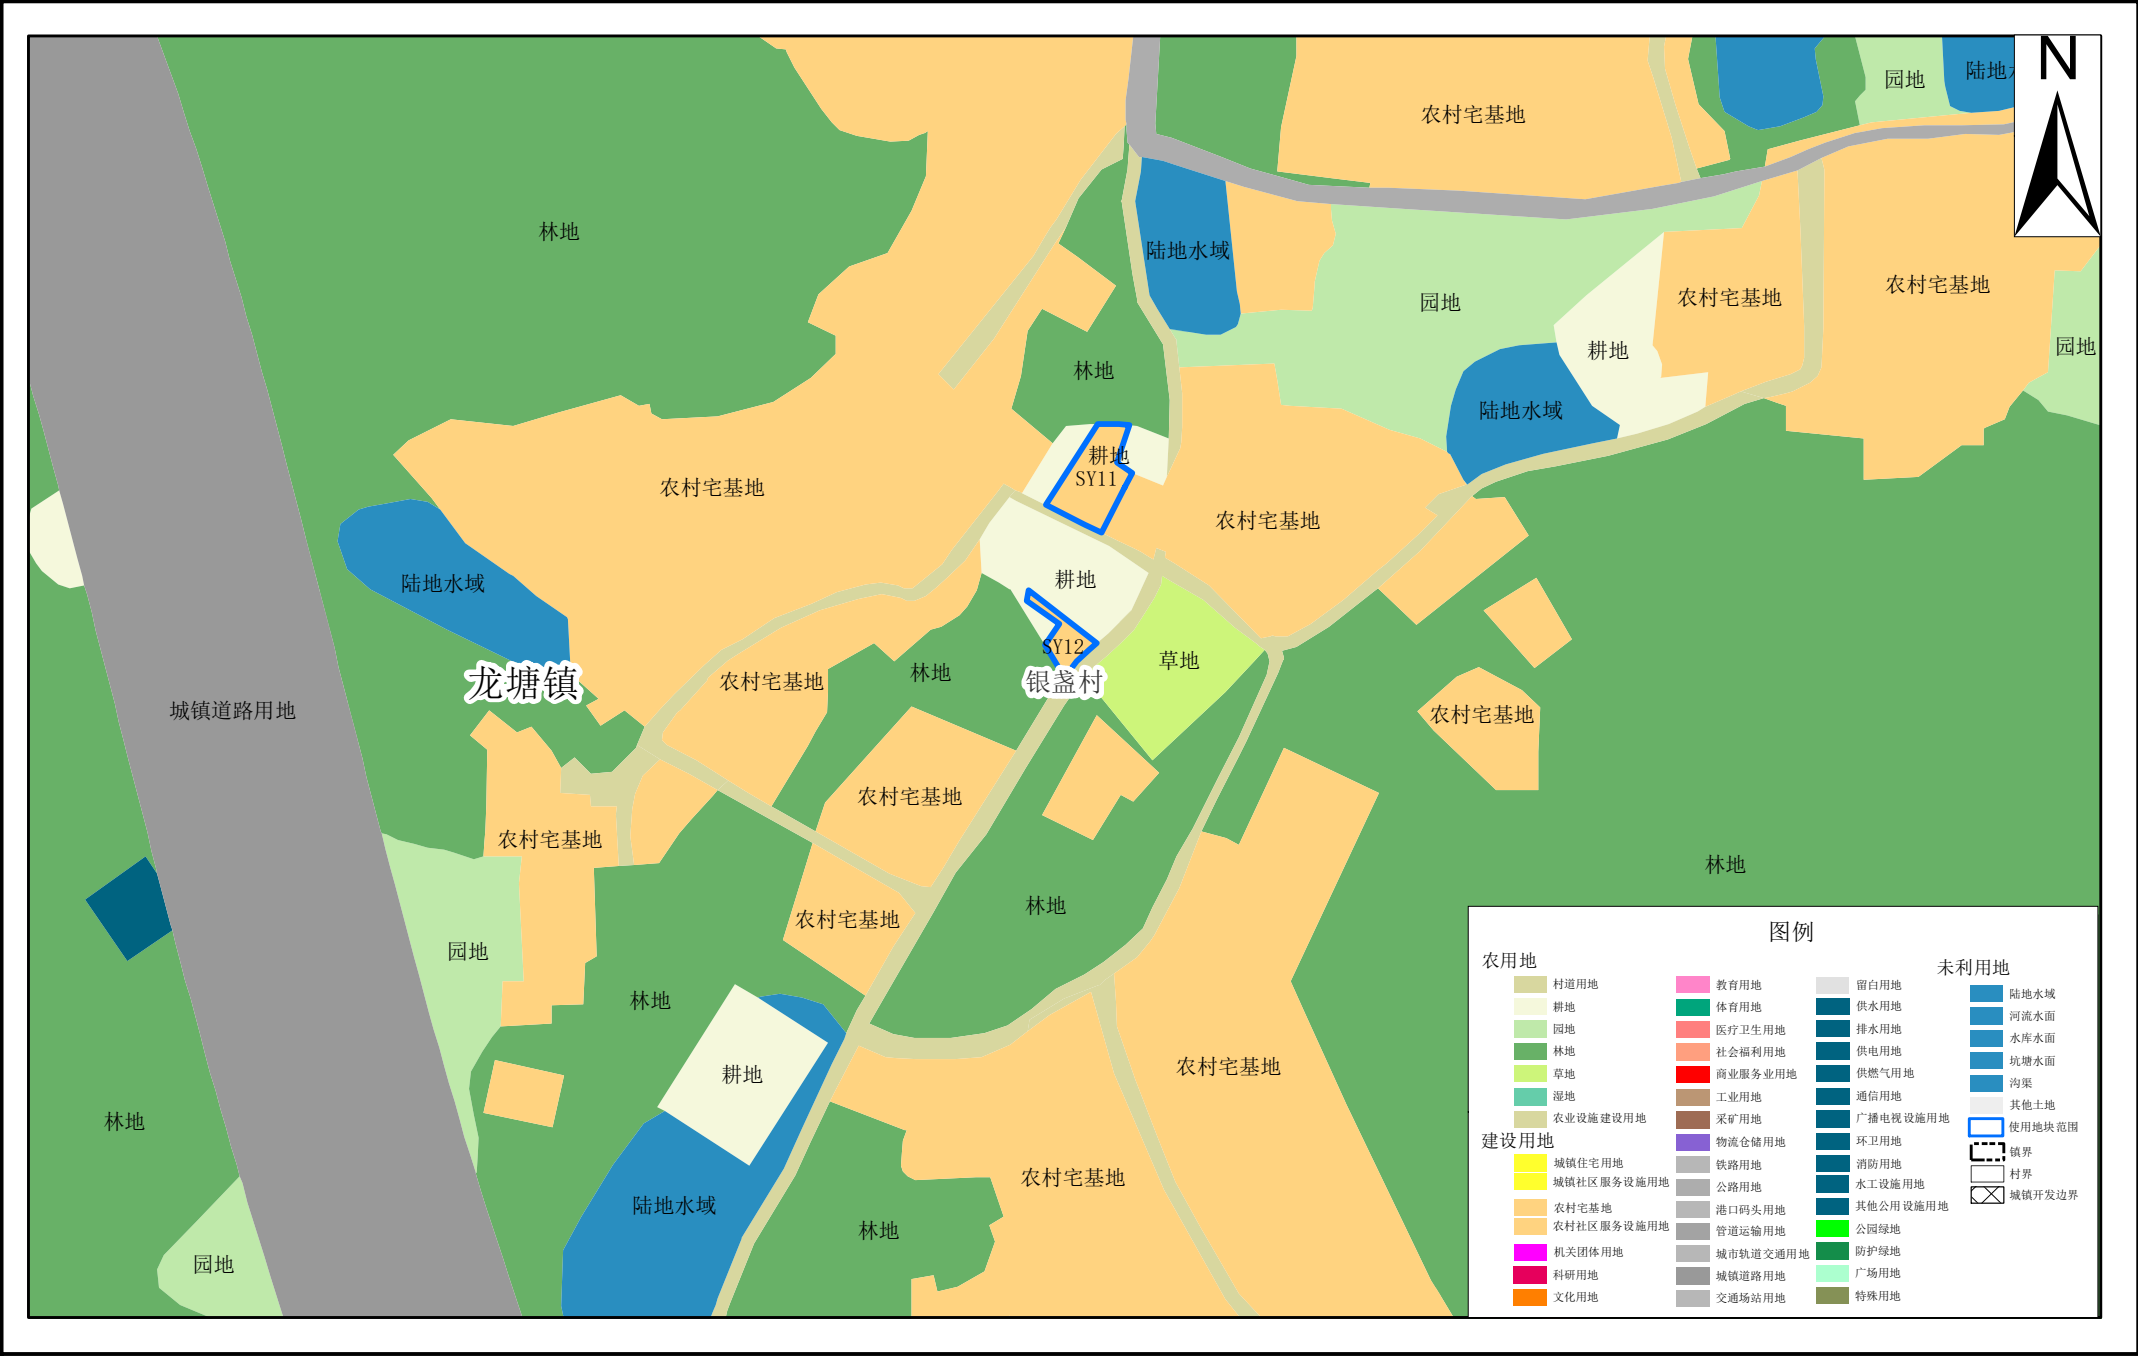 N
园地
陆地
农村宅基地
林地
陆地水域
农村宅基地
园地
农村宅基地
园地
耕地
林地
陆地水域
耕地
SY11
农村宅基地
农村宅基地
陆地水域
耕地
SY12
草地
林地
银盏村
龙塘镇
农村宅基地
城镇道路用地
农村宅基地
农村宅基地
农村宅基地
林地
林地
农村宅基地
园地
林地
耕地
农村宅基地
林地
农村宅基地
陆地水域
林地
园地
图例
农用地
村道用地
耕地
园地
林地
草地
湿地
农业设施建设用地
建设用地
城镇住宅用地
城镇社区服务设施用地
农村宅基地
农村社区服务设施用地
机关团体用地
科研用地
文化用地
教育用地
体育用地
医疗卫生用地
社会福利用地
商业服务业用地
工业用地
采矿用地
物流仓储用地
铁路用地
公路用地
港口码头用地
管道运输用地
城市轨道交通用地
城镇道路用地
交通场站用地
留白用地
供水用地
排水用地
供电用地
供燃气用地
通信用地
广播电视设施用地
环卫用地
消防用地
水工设施用地
其他公用设施用地
公园绿地
防护绿地
广场用地
特殊用地
未利用地
陆地水域
河流水面
水库水面
坑塘水面
沟渠
其他土地
使用地块范围
镇界
村界
城镇开发边界